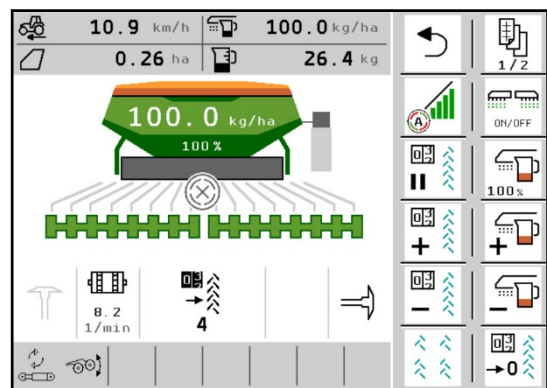 10.9 km/h 100.0 kg/ha
0.26 ha 26.4 kg
1/2
100.0 kg/ha
100%
A
ON/OFF
100%
+
+
8.2
1/min
4
−
−
→0